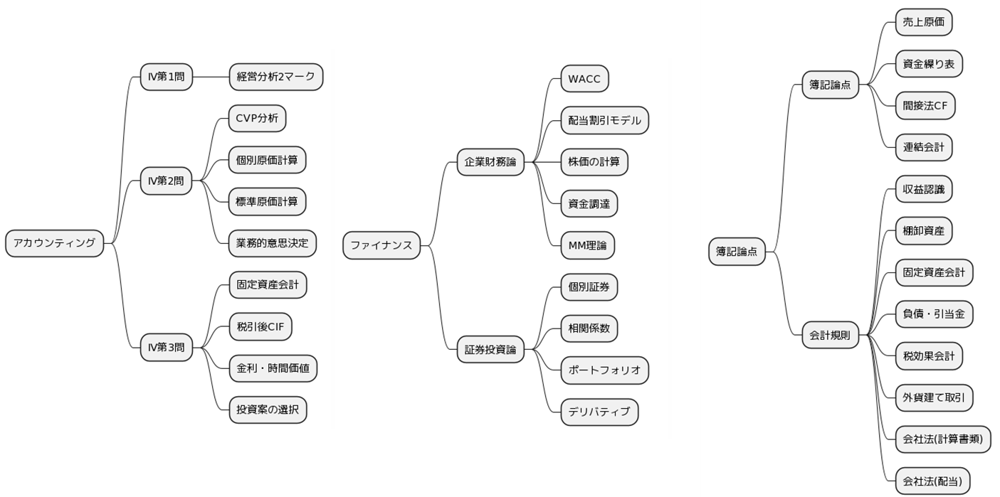 アカウンティング
Ⅳ第1問
経営分析2マーク
Ⅳ第2問
CVP分析
個別原価計算
標準原価計算
業務的意思決定
Ⅳ第3問
固定資産会計
税引後CIF
金利・時間価値
投資案の選択
ファイナンス
企業財務論
WACC
配当割引モデル
株価の計算
資金調達
MM理論
証券投資論
個別証券
相関係数
ポートフォリオ
デリバティブ
簿記論点
簿記論点
売上原価
資金繰り表
間接法CF
連結会計
会計規則
収益認識
棚卸資産
固定資産会計
負債・引当金
税効果会計
外貨建て取引
会社法(計算書類)
会社法(配当)